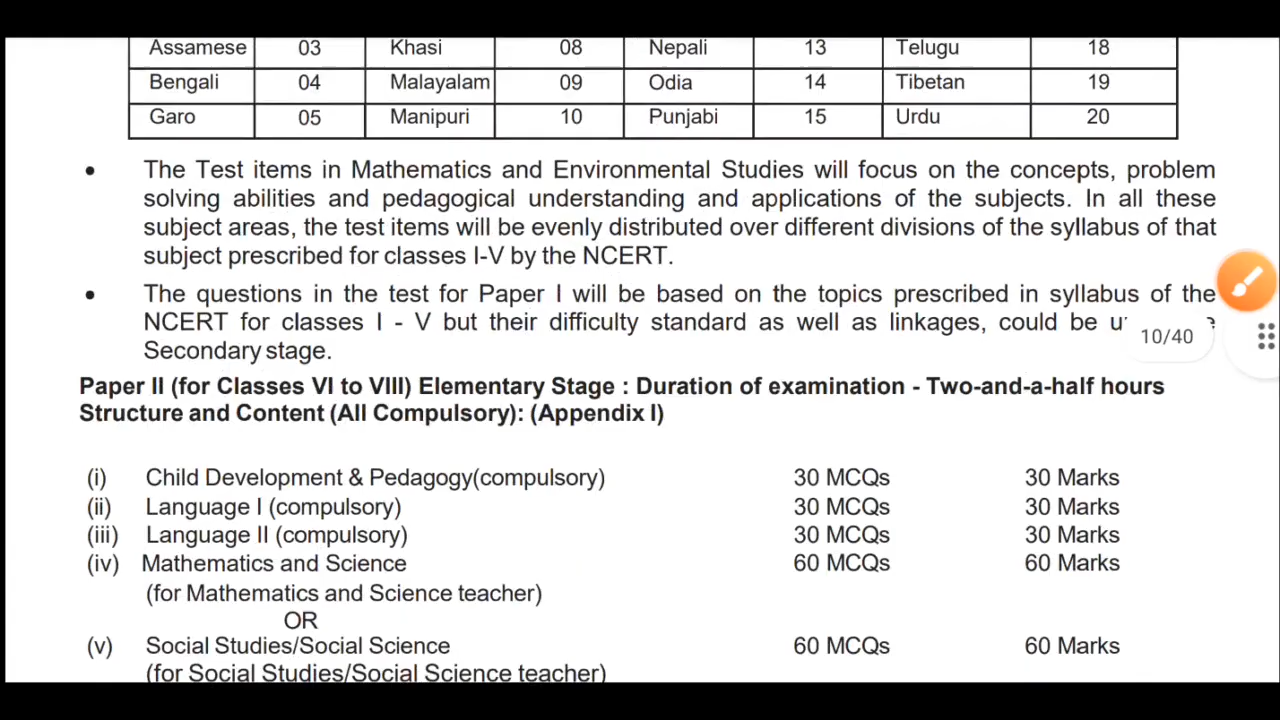 Assamese 03 Khasi 08 Nepali 13 Telugu 18
Bengali 04 Malayalam 09 Odia 14 Tibetan 19
Garo 05 Manipuri 10 Punjabi 15 Urdu 20
• The Test items in Mathematics and Environmental Studies will focus on the concepts, problem
solving abilities and pedagogical understanding and applications of the subjects. In all these
subject areas, the test items will be evenly distributed over different divisions of the syllabus of that
subject prescribed for classes I-V by the NCERT.
• The questions in the test for Paper I will be based on the topics prescribed in syllabus of the
NCERT for classes I - V but their difficulty standard as well as linkages, could be
10/40
Secondary stage.
Paper II (for Classes VI to VIII) Elementary Stage : Duration of examination - Two-and-a-half hours
Structure and Content (All Compulsory): (Appendix I)
(i) Child Development & Pedagogy(compulsory) 30 MCQs 30 Marks
(ii) Language I (compulsory) 30 MCQs 30 Marks
(iii) Language II (compulsory) 30 MCQs 30 Marks
(iv) Mathematics and Science 60 MCQs 60 Marks
(for Mathematics and Science teacher)
OR
(v) Social Studies/Social Science 60 MCQs 60 Marks
(for Social Studies/Social Science teacher)